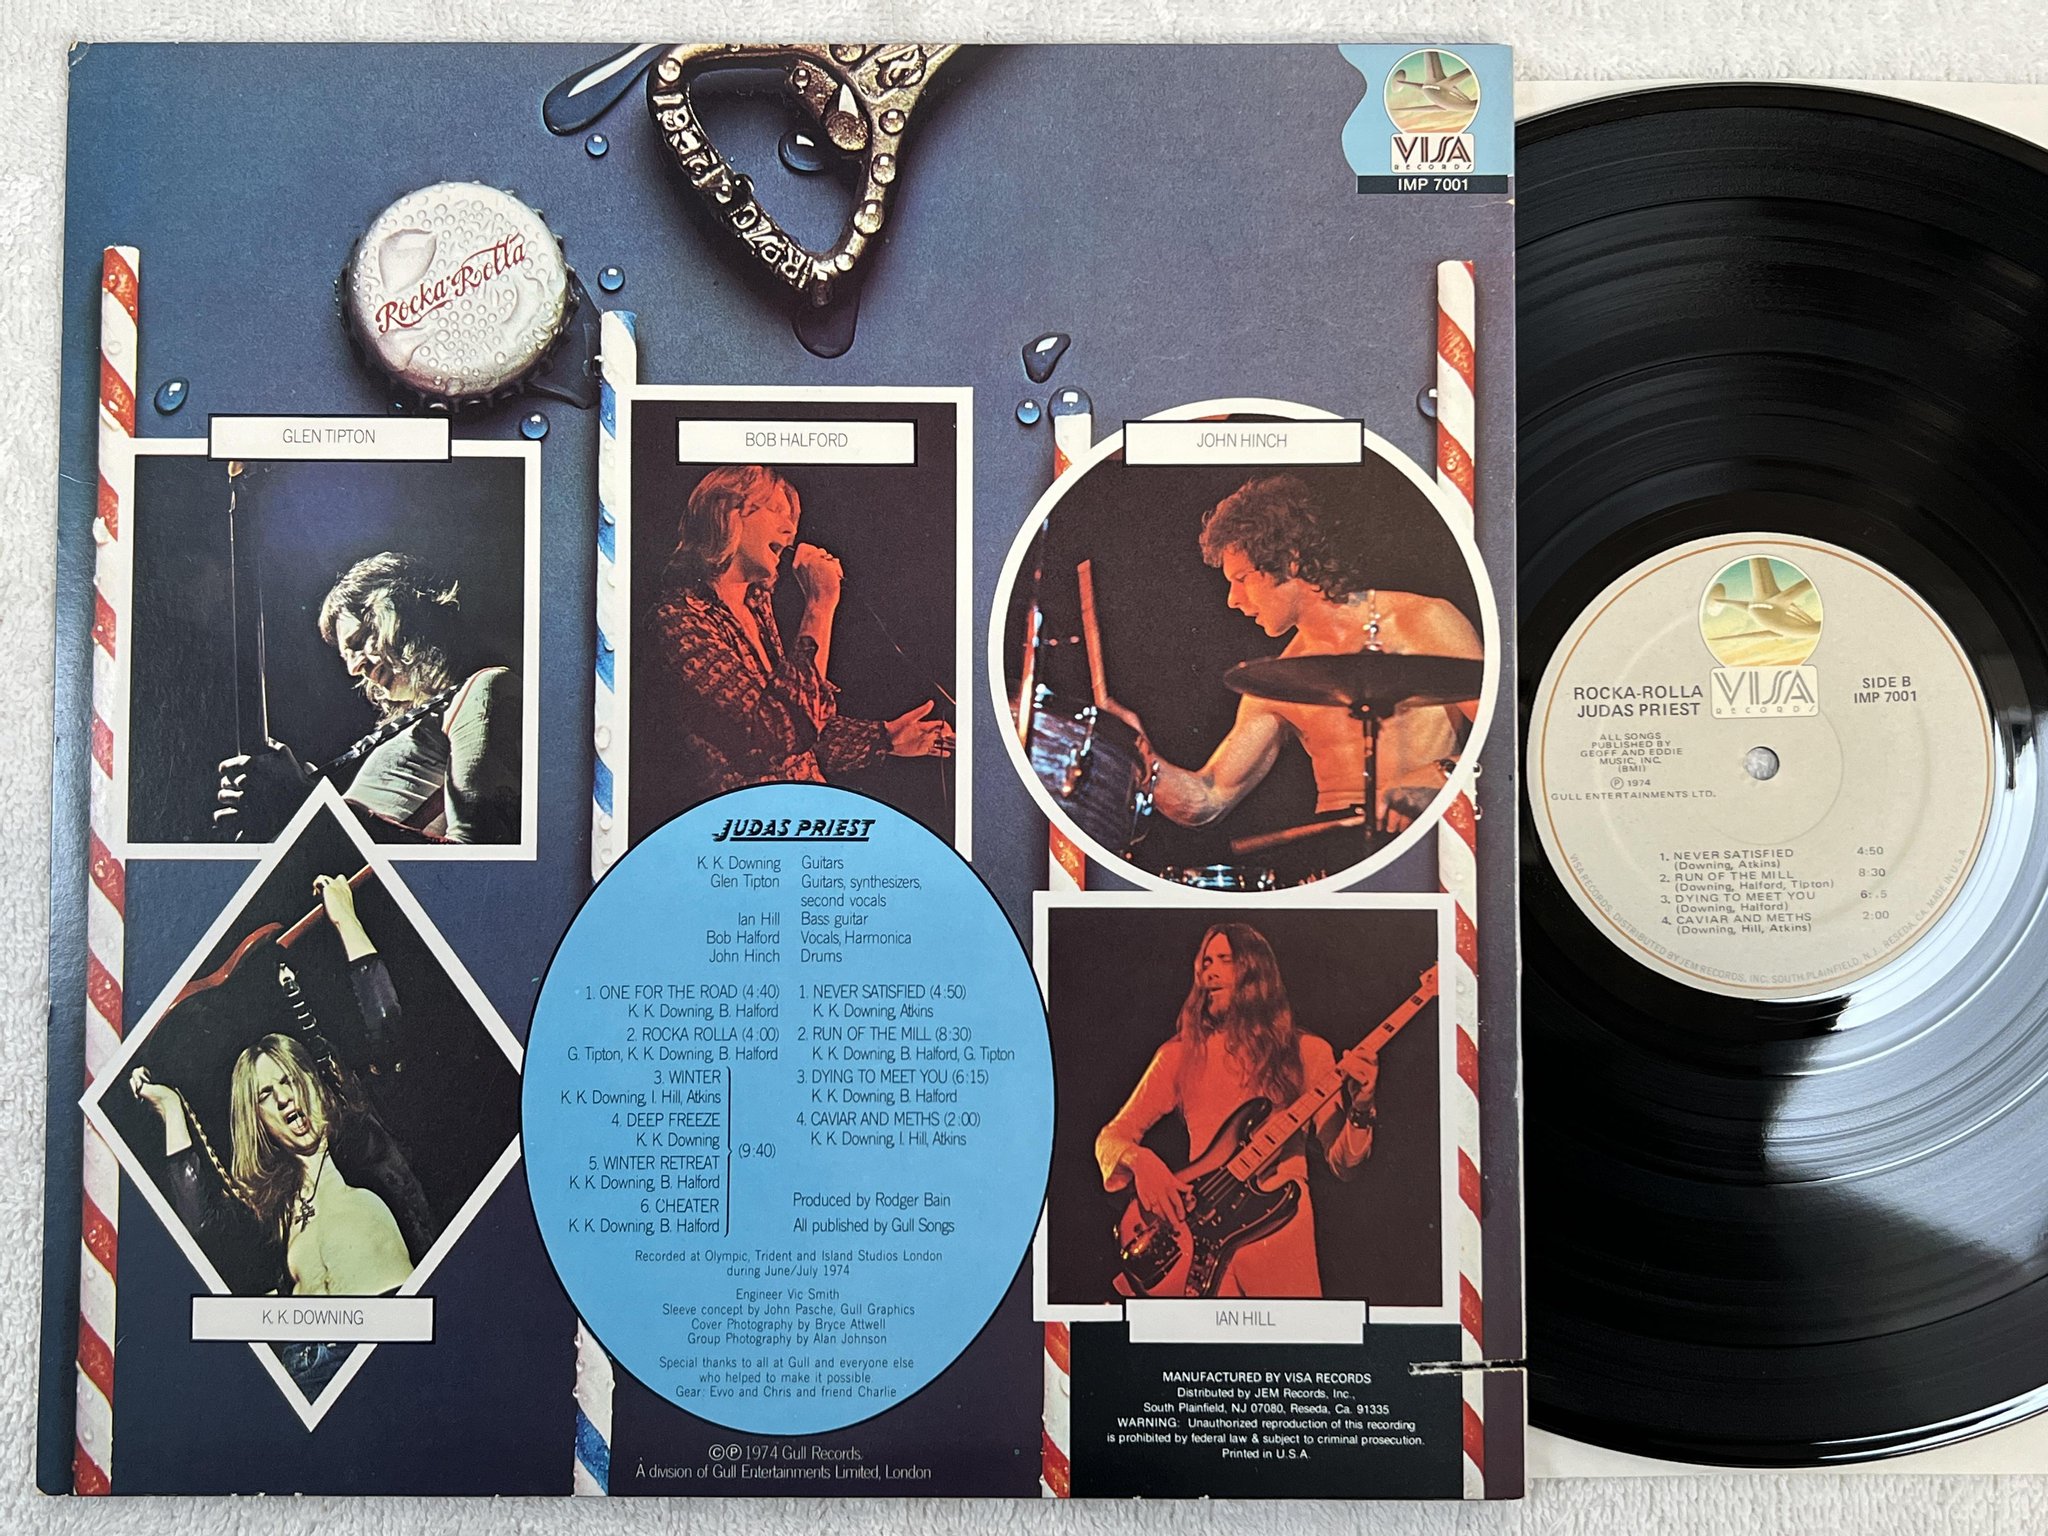 VISA
RECORDS
IMP 7001
Rocka-Rolla
GLEN TIPTON
BOB HALFORD
JOHN HINCH
K. K. DOWNING
IAN HILL
JUDAS PRIEST
K. K. Downing Guitars
Glen Tipton Guitars, synthesizers,
second vocals
Ian Hill Bass guitar
Bob Halford Vocals, Harmonica
John Hinch Drums
1. ONE FOR THE ROAD (4:40)
K. K. Downing, B. Halford
2. ROCKA ROLLA (4:00)
G. Tipton, K. K. Downing, B. Halford
3. WINTER
K. K. Downing, I. Hill, Atkins
4. DEEP FREEZE
K. K. Downing
5. WINTER RETREAT
K. K. Downing, B. Halford
6. CHEATER
K. K. Downing, B. Halford
(9:40)
1. NEVER SATISFIED (4:50)
K. K. Downing, Atkins
2. RUN OF THE MILL (8:30)
K. K. Downing, B. Halford, G. Tipton
3. DYING TO MEET YOU (6:15)
K. K. Downing, B. Halford
4. CAVIAR AND METHS (2:00)
K. K. Downing, I. Hill, Atkins
Produced by Rodger Bain
All published by Gull Songs
Recorded at Olympic, Trident and Island Studios London
during June/July 1974
Engineer Vic Smith
Sleeve concept by John Pasche, Gull Graphics
Cover Photography by Bryce Attwell
Group Photography by Alan Johnson
Special thanks to all at Gull and everyone else
who helped to make it possible.
Gear: Evvo and Chris and friend Charlie
©℗ 1974 Gull Records.
A division of Gull Entertainments Limited, London
MANUFACTURED BY VISA RECORDS
Distributed by JEM Records, Inc.,
South Plainfield, NJ 07080, Reseda, Ca. 91335
WARNING: Unauthorized reproduction of this recording
is prohibited by federal law & subject to criminal prosecution.
Printed in U.S.A.
VISA
RECORDS
ROCKA-ROLLA
JUDAS PRIEST
SIDE B
IMP 7001
ALL SONGS
PUBLISHED BY
GEOFF AND EDDIE
MUSIC, INC.
(BMI)
℗ 1974
GULL ENTERTAINMENTS LTD.
1. NEVER SATISFIED 4:50
(Downing, Atkins)
2. RUN OF THE MILL 8:30
(Downing, Halford, Tipton)
3. DYING TO MEET YOU
(Downing, Halford)
4. CAVIAR AND METHS 2:00
(Downing, Hill, Atkins)
VISA RECORDS, DISTRIBUTED BY JEM RECORDS, INC. SOUTH PLAINFIELD, N.J. RESEDA, CA. MADE IN U.S.A.